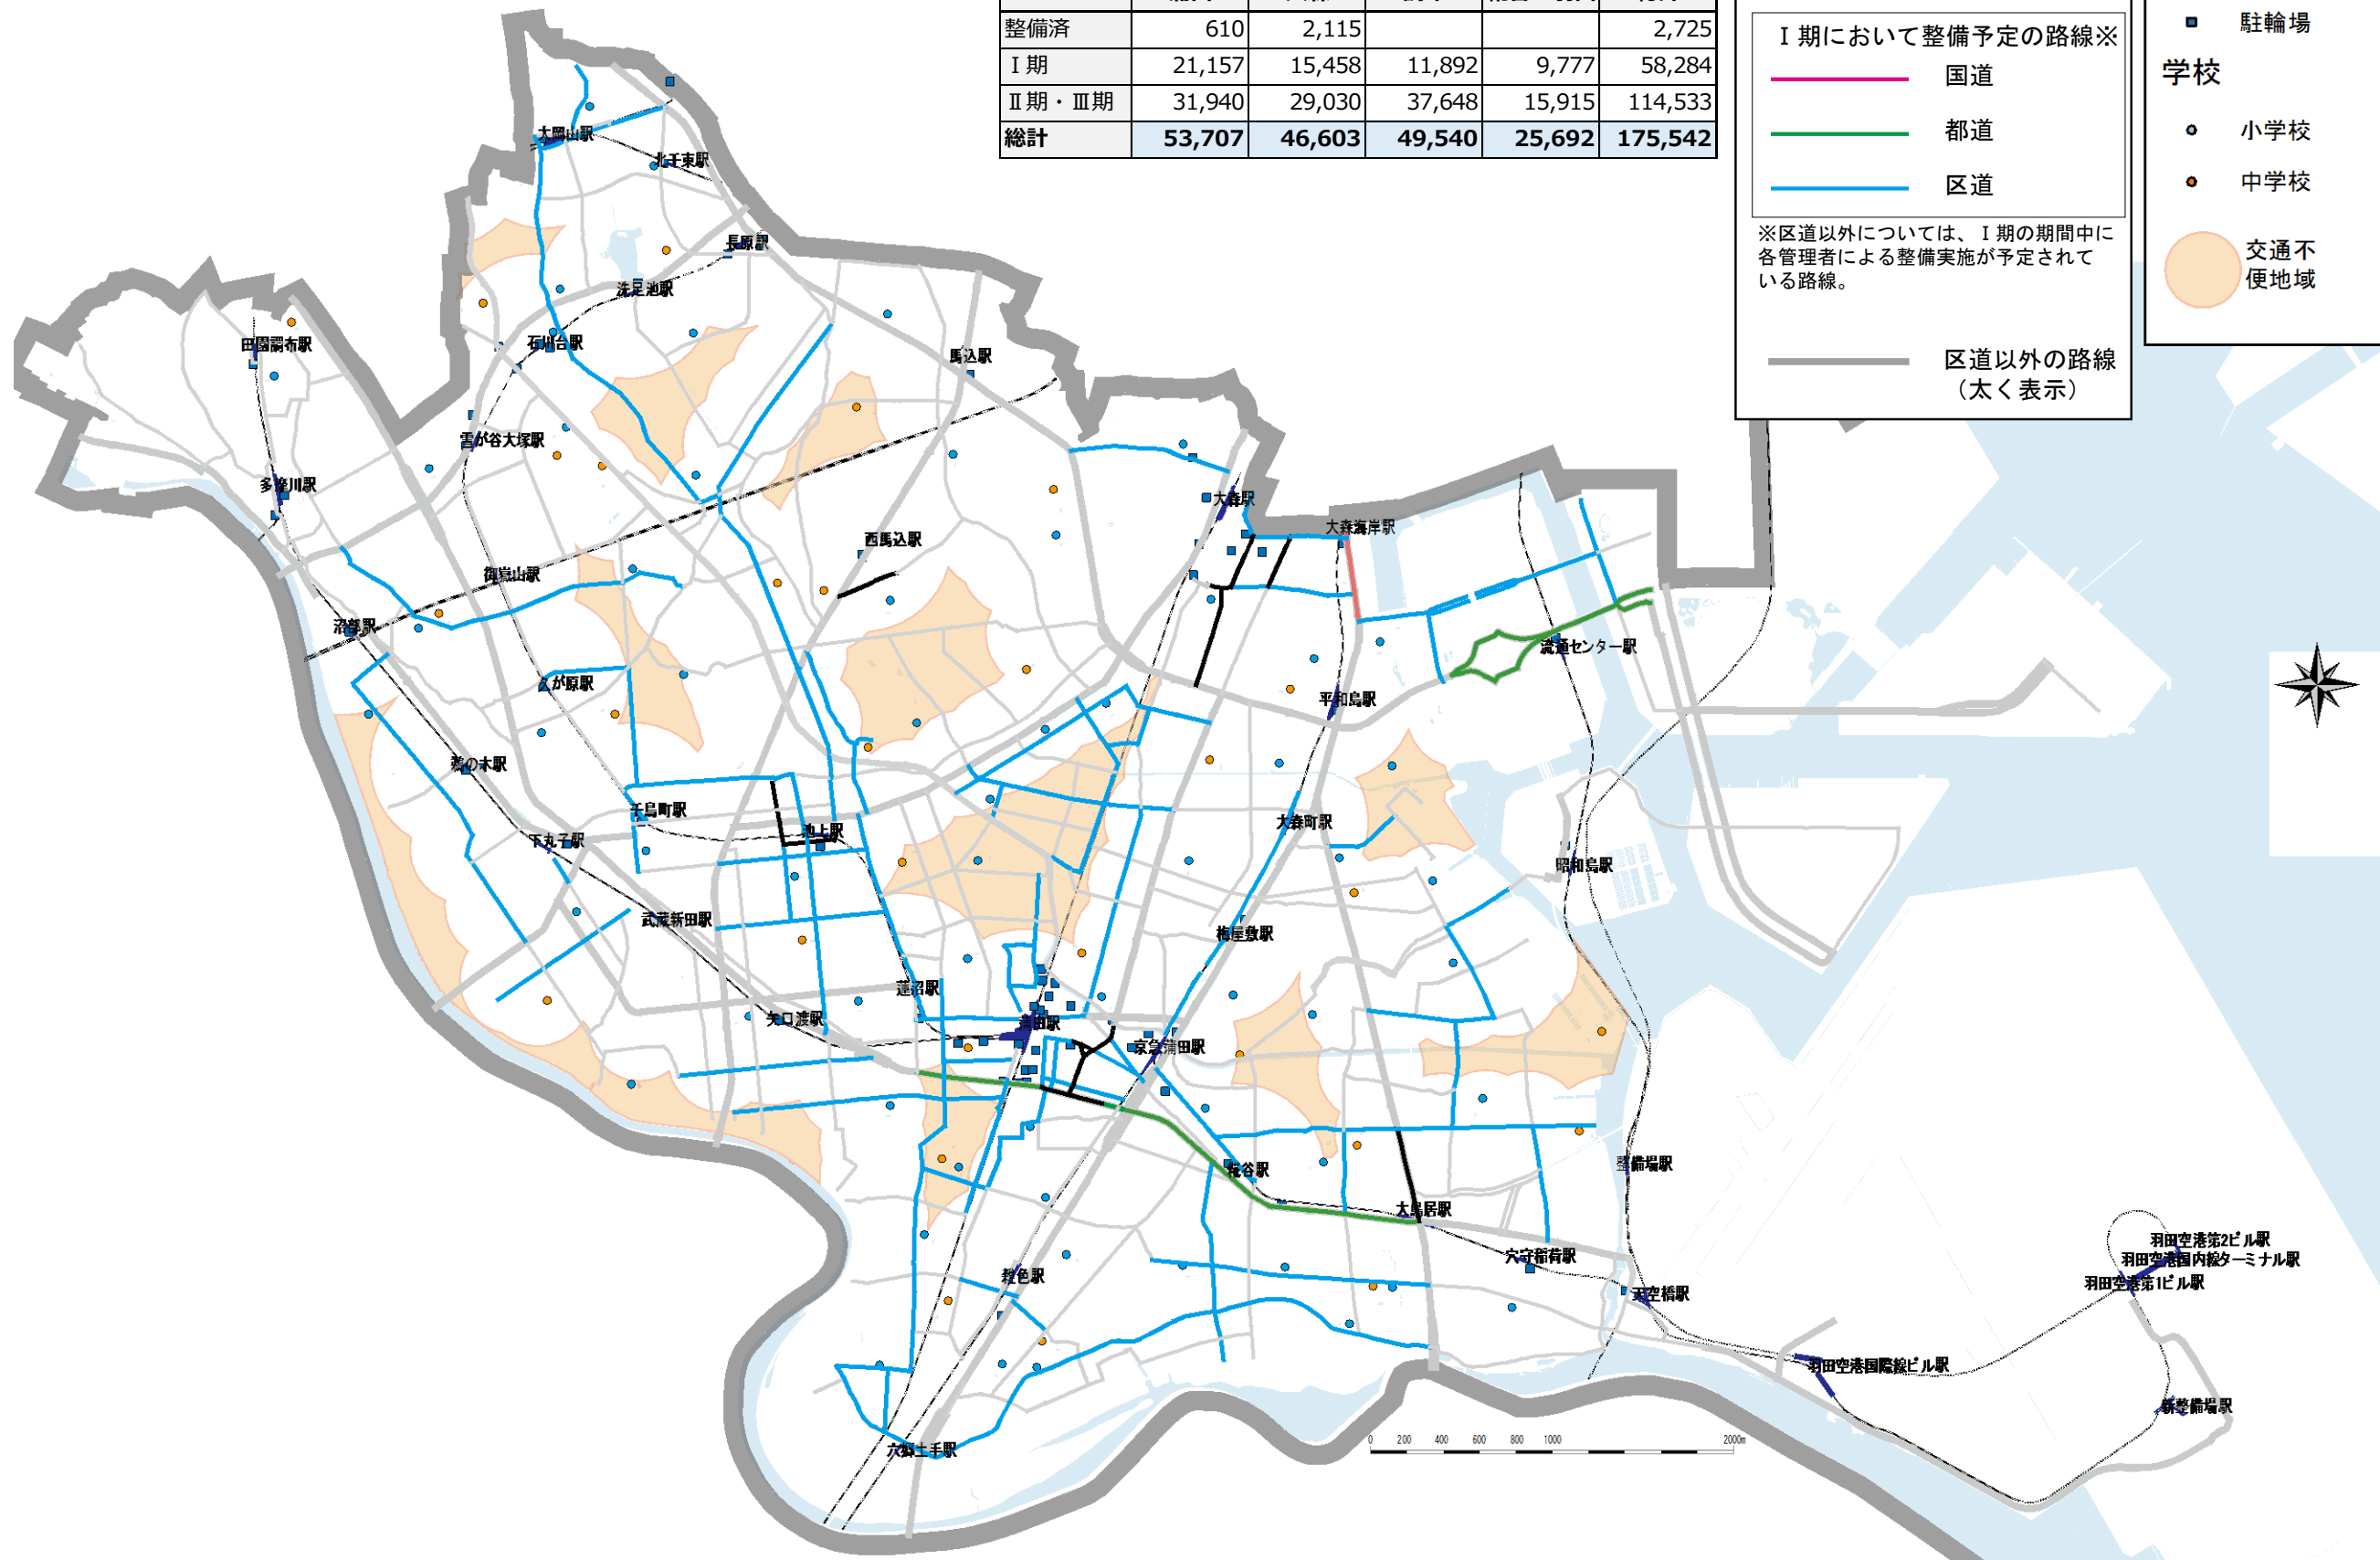 整備済 610 2,115 2,725
Ⅰ期 21,157 15,458 11,892 9,777 58,284
Ⅱ期・Ⅲ期 31,940 29,030 37,648 15,915 114,533
総計 53,707 46,603 49,540 25,692 175,542
Ⅰ期において整備予定の路線※
国道
都道
区道
※区道以外については、Ⅰ期の期間中に
各管理者による整備実施が予定されて
いる路線。
区道以外の路線
（太く表示）
駐輪場
学校
小学校
中学校
交通不
便地域
大岡山駅
北千束駅
長原駅
洗足池駅
石川台駅
田園調布駅
馬込駅
雪が谷大塚駅
多摩川駅
大森駅
大森海岸駅
西馬込駅
御嶽山駅
沼部駅
流通センター駅
久が原駅
平和島駅
鵜の木駅
千鳥町駅
池上駅
大森町駅
下丸子駅
昭和島駅
武蔵新田駅
梅屋敷駅
蓮沼駅
矢口渡駅
蒲田駅
京急蒲田駅
糀谷駅
整備場駅
大鳥居駅
穴守稲荷駅
雑色駅
天空橋駅
羽田空港第2ビル駅
羽田空港国内線ターミナル駅
羽田空港第1ビル駅
羽田空港国際線ビル駅
新整備場駅
六郷土手駅
0 200 400 600 800 1000 2000m